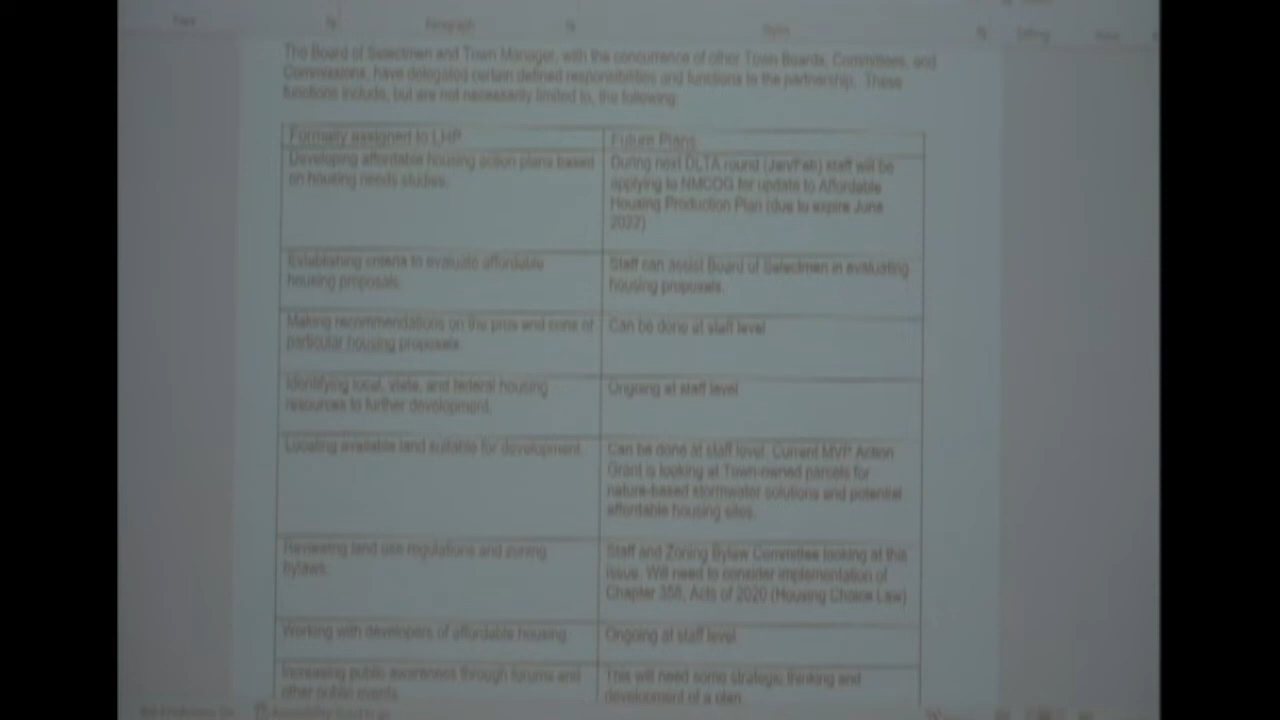 Paragraph
Styles
Editing
The Board of Selectmen and Town Manager, with the concurrence of other Town Boards, Committees, and
Commissions, have delegated certain defined responsibilities and functions to the partnership. These
functions include, but are not necessarily limited to, the following:
Formally assigned to LHP
Future Plans
Developing affordable housing action plans based
on housing needs studies.
During next DLTA round (Jan/Feb) staff will be
applying to NMCOG for update to Affordable
Housing Production Plan (due to expire June
2022)
Establishing criteria to evaluate affordable
housing proposals.
Staff can assist Board of Selectmen in evaluating
housing proposals.
Making recommendations on the pros and cons of
particular housing proposals.
Can be done at staff level
Identifying local, state, and federal housing
resources to further development.
Ongoing at staff level
Locating available land suitable for development.
Can be done at staff level. Current MVP Action
Grant is looking at Town-owned parcels for
nature-based stormwater solutions and potential
affordable housing sites.
Reviewing land use regulations and zoning
bylaws.
Staff and Zoning Bylaw Committee looking at this
issue. Will need to consider implementation of
Chapter 358, Acts of 2020 (Housing Choice Law)
Working with developers of affordable housing.
Ongoing at staff level
Increasing public awareness through forums and
other public events
This will need some strategic thinking and
development of a plan